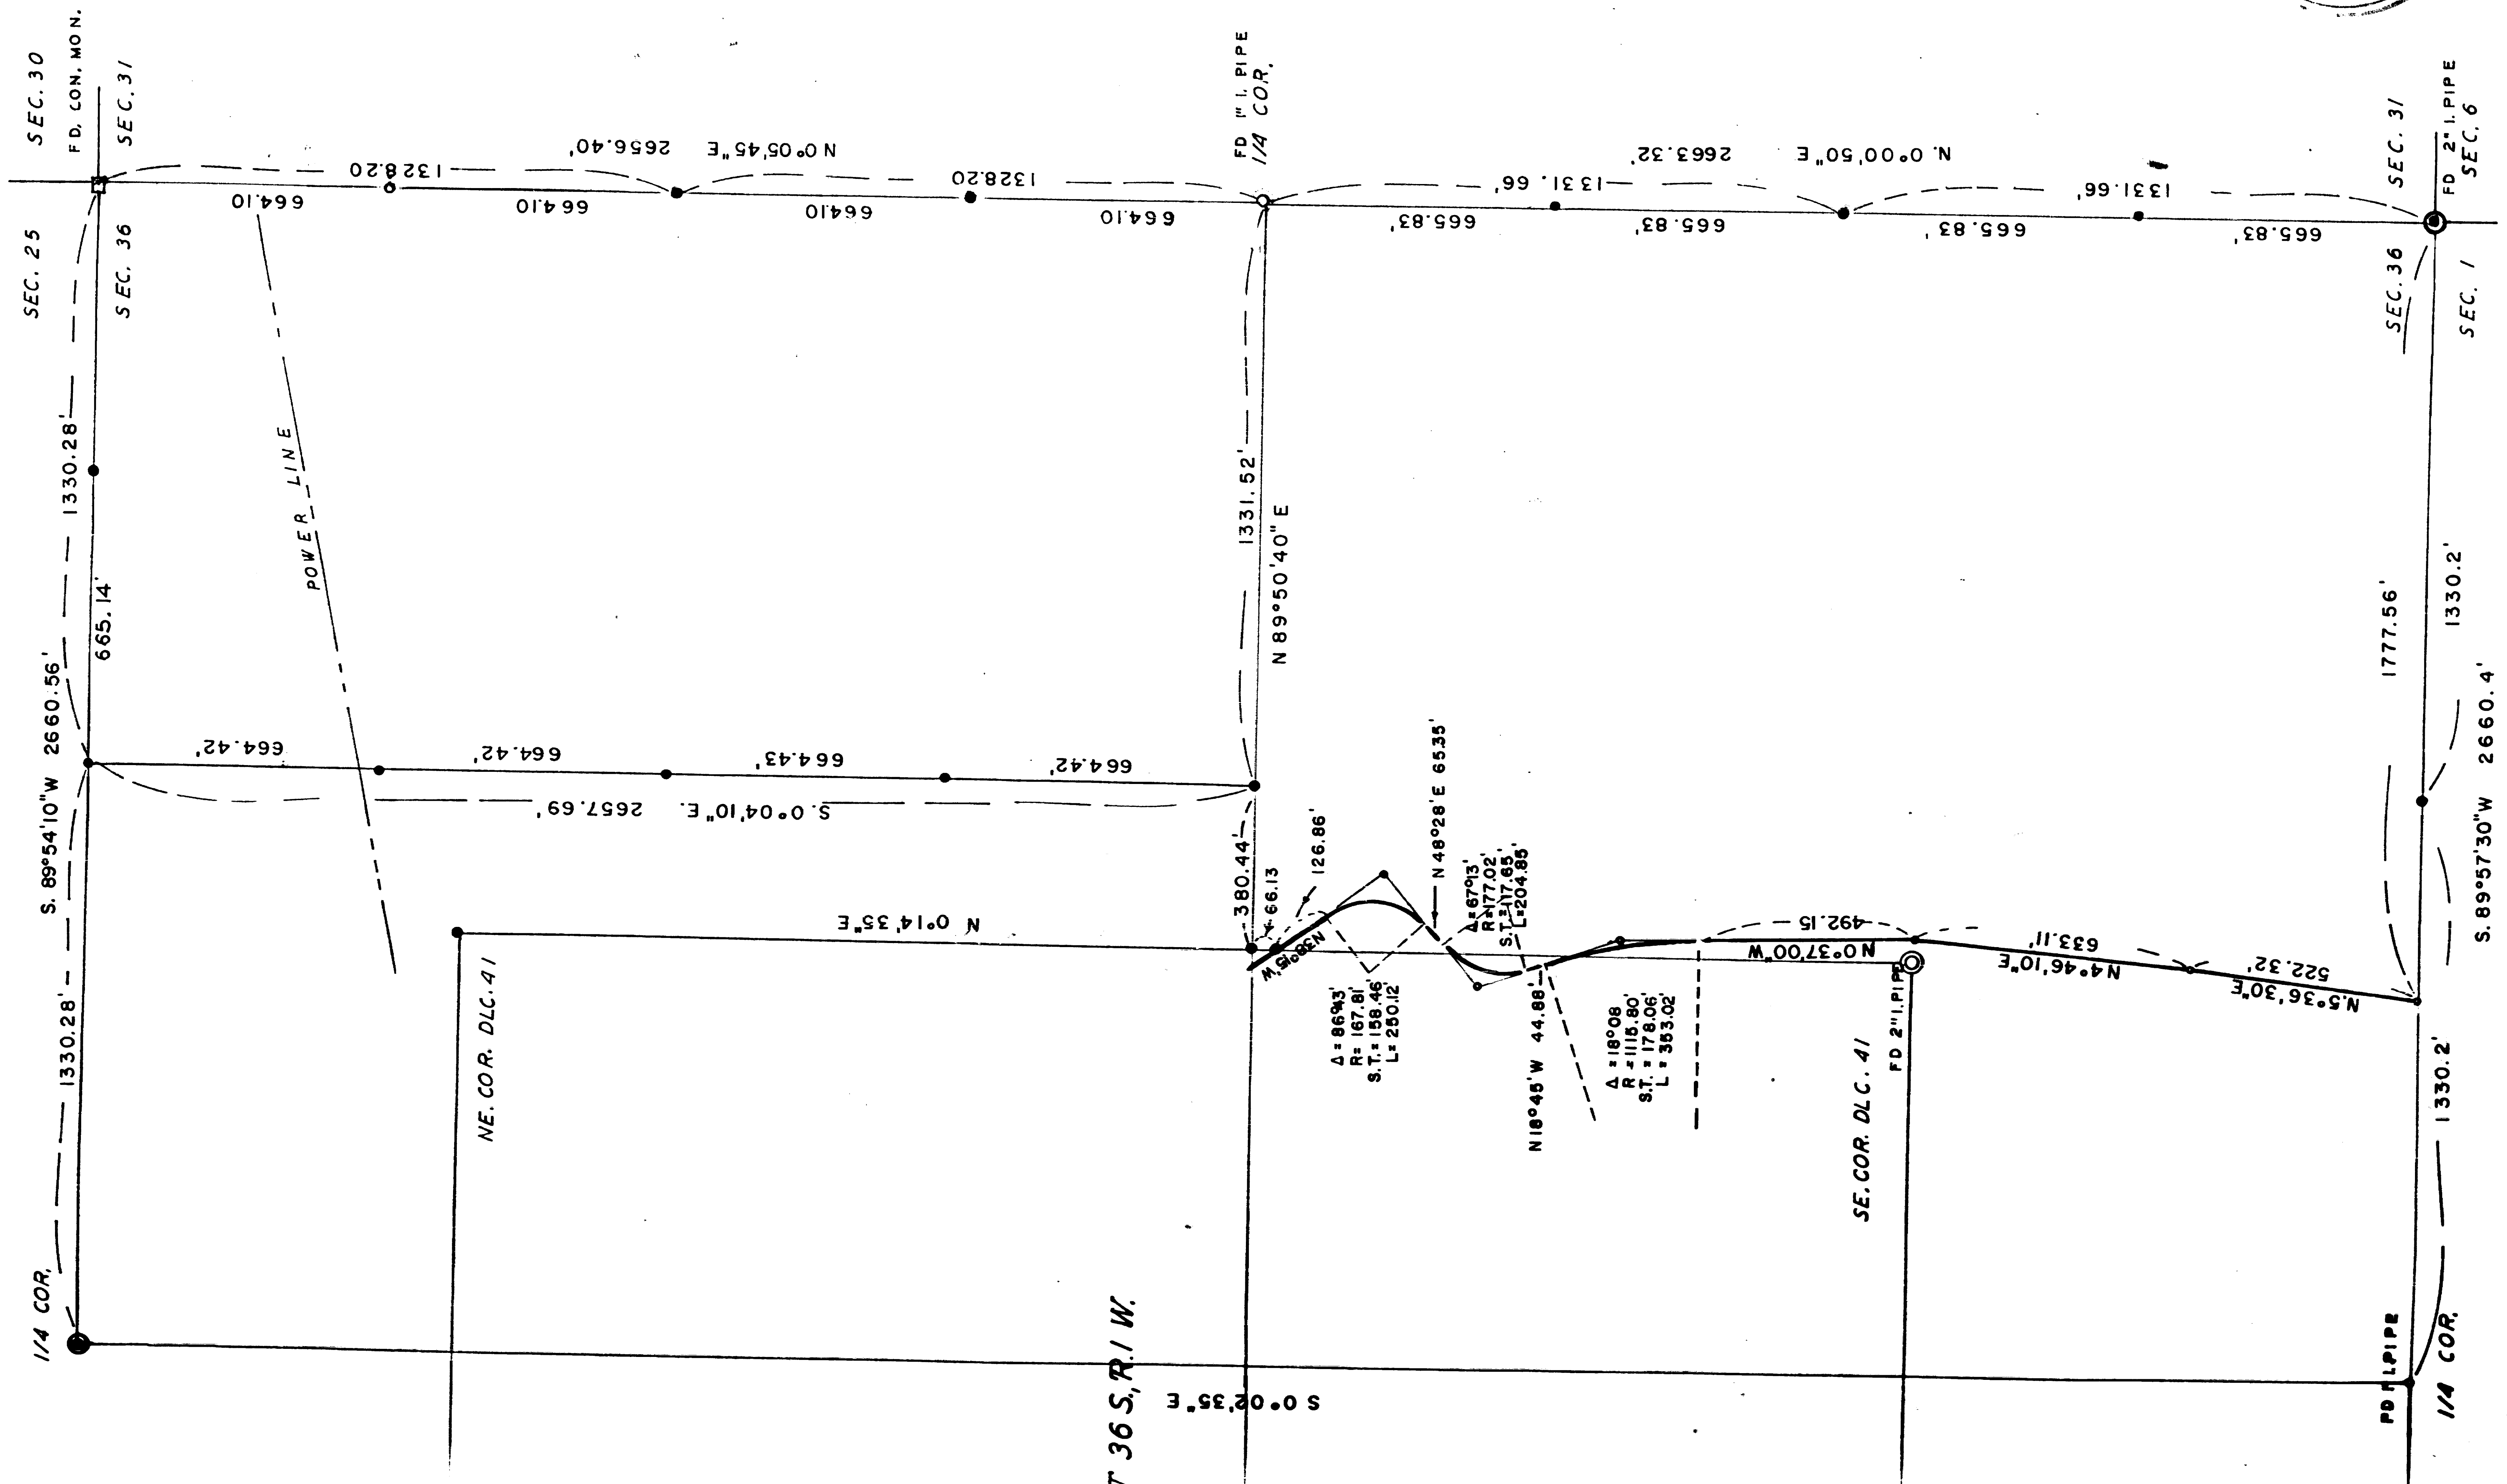 SEC. 30
FD. CON. MON.
SEC. 31
SEC. 25
SEC. 36
N 0° 05' 45" E
2656.40'
1328.20
1328.20
664.10
664.10
664.10
664.10
FD 1" I. PIPE
1/4 COR.
N. 0° 00' 50" E
2663.32'
1331.66'
1331.66'
665.83'
665.83'
665.83'
665.83'
SEC. 31
FD 2" I. PIPE
SEC. 6
SEC. 36
SEC. 1
1330.28'
665.14'
S. 89° 54' 10" W 2660.56'
1330.28'
1/4 COR.
POWER LINE
664.42'
664.42'
664.43'
664.42'
S. 0° 04' 10" E.
2657.69'
1331.52'
N 89° 50' 40" E
380.44'
66.13
126.86'
N 0° 14' 35" E
NE. COR. DLC. 41
N38°15'W
Δ = 86°43'
R = 167.81'
S.T. = 158.46'
L = 250.12'
N 48° 28' E 65.35'
Δ = 67°13'
R = 177.02'
S.T. = 117.65'
L = 204.85'
N 18° 45' W 44.88'
Δ = 18°08
R = 1115.80'
S.T. = 178.06'
L = 353.02'
492.15
N 0° 37' 00" W
FD 2" I. PIPE
SE. COR. DLC. 41
633.11'
N 4° 46' 10" E
522.32'
N. 5° 36' 30" E
1777.56'
1330.2'
S. 89° 57' 30" W 2660.4'
1330.2'
FD 1" I. PIPE
1/4 COR.
T 36 S., R. 1 W.
S 0° 02' 35" E